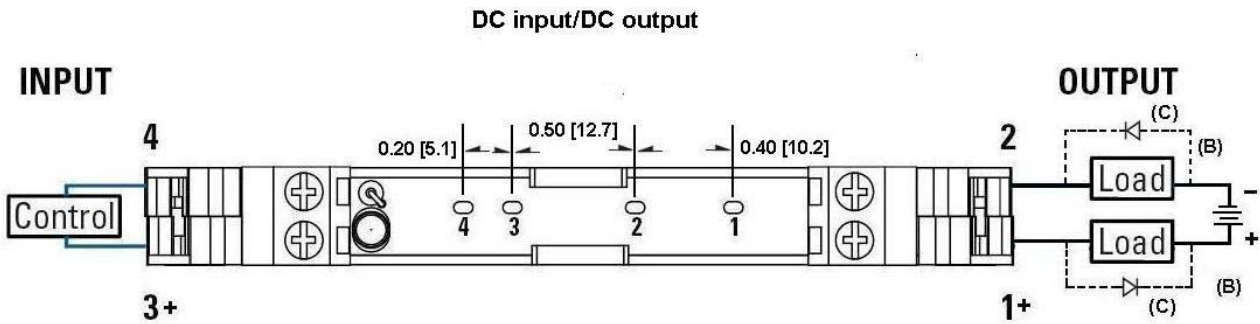 DC input/DC output
INPUT
OUTPUT
(C)
4
0.20 [5.1]
0.50 [12.7]
0.40 [10.2]
2
(B)
Load
-
Control
4
3
2
1
Load
+
3+
1+
(C)
(B)